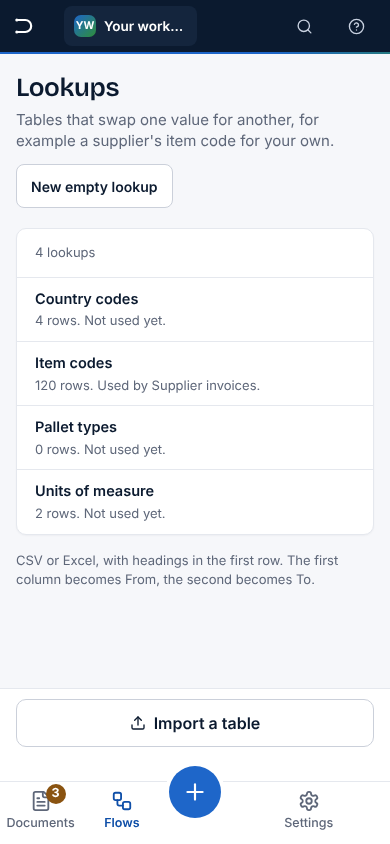 YW Your work...
Lookups
Tables that swap one value for another, for
example a supplier's item code for your own.
New empty lookup
4 lookups
Country codes
4 rows. Not used yet.
Item codes
120 rows. Used by Supplier invoices.
Pallet types
0 rows. Not used yet.
Units of measure
2 rows. Not used yet.
CSV or Excel, with headings in the first row. The first
column becomes From, the second becomes To.
Import a table
3
Documents Flows Settings